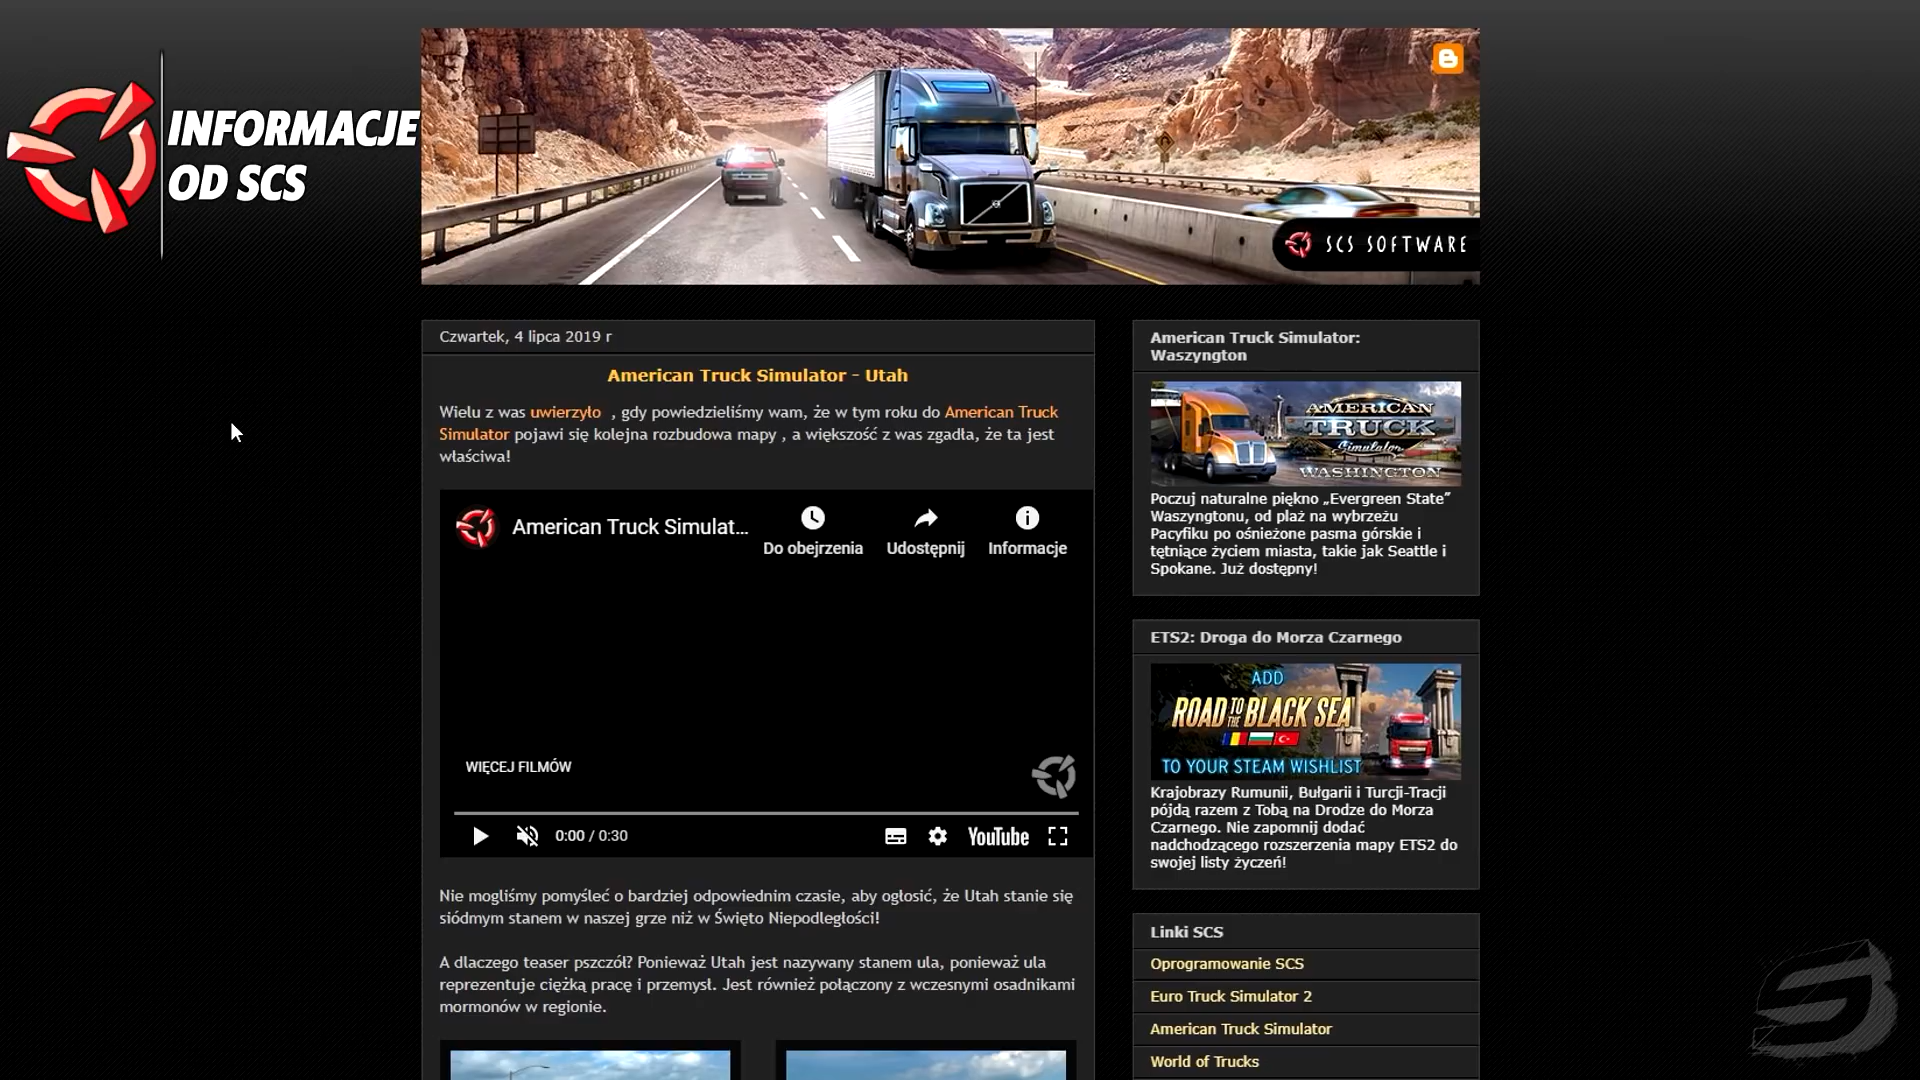 INFORMACJE
OD SCS
SCS SOFTWARE
Czwartek, 4 lipca 2019 r
American Truck Simulator - Utah
Wielu z was uwierzyło , gdy powiedzieliśmy wam, że w tym roku do American Truck
Simulator pojawi się kolejna rozbudowa mapy , a większość z was zgadła, że ta jest
właściwa!
American Truck Simulat...
Do obejrzenia
Udostępnij
Informacje
WIĘCEJ FILMÓW
0:00 / 0:30
YouTube
Nie mogliśmy pomyśleć o bardziej odpowiednim czasie, aby ogłosić, że Utah stanie się
siódmym stanem w naszej grze niż w Święto Niepodległości!
A dlaczego teaser pszczół? Ponieważ Utah jest nazywany stanem ula, ponieważ ula
reprezentuje ciężką pracę i przemysł. Jest również połączony z wczesnymi osadnikami
mormonów w regionie.
American Truck Simulator:
Waszyngton
AMERICAN
TRUCK
Simulator
WASHINGTON
Poczuj naturalne piękno „Evergreen State”
Waszyngtonu, od plaż na wybrzeżu
Pacyfiku po ośnieżone pasma górskie i
tętniące życiem miasta, takie jak Seattle i
Spokane. Już dostępny!
ETS2: Droga do Morza Czarnego
ADD
ROAD TO THE BLACK SEA
TO YOUR STEAM WISHLIST
Krajobrazy Rumunii, Bułgarii i Turcji-Tracji
pójdą razem z Tobą na Drodze do Morza
Czarnego. Nie zapomnij dodać
nadchodzącego rozszerzenia mapy ETS2 do
swojej listy życzeń!
Linki SCS
Oprogramowanie SCS
Euro Truck Simulator 2
American Truck Simulator
World of Trucks